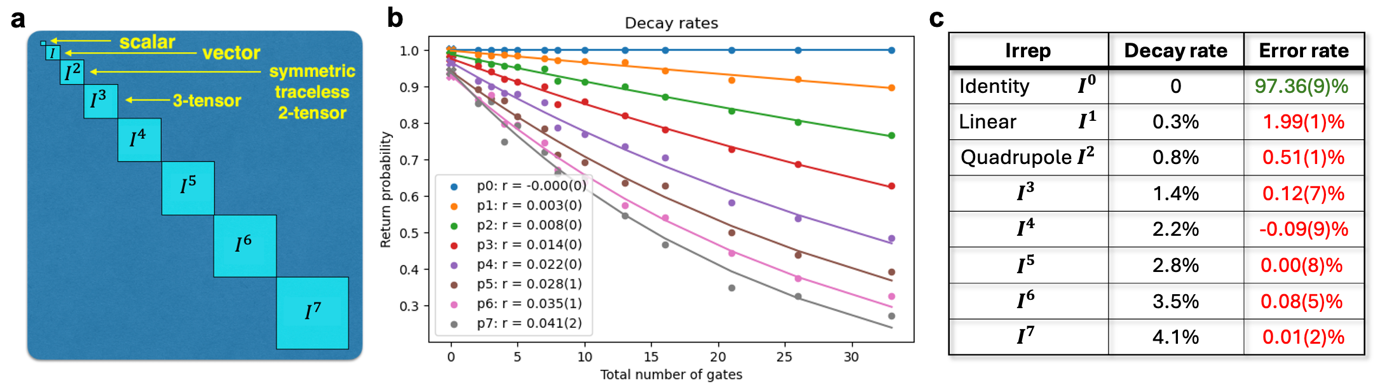 a
scalar
I
vector
I²
symmetric
traceless
2-tensor
I³
3-tensor
I⁴
I⁵
I⁶
I⁷
b
Decay rates
Return probability
1.0
0.9
0.8
0.7
0.6
0.5
0.4
0.3
p0: r = -0.000(0)
p1: r = 0.003(0)
p2: r = 0.008(0)
p3: r = 0.014(0)
p4: r = 0.022(0)
p5: r = 0.028(1)
p6: r = 0.035(1)
p7: r = 0.041(2)
0 5 10 15 20 25 30
Total number of gates
c
Irrep Decay rate Error rate
Identity I⁰ 0 97.36(9)%
Linear I¹ 0.3% 1.99(1)%
Quadrupole I² 0.8% 0.51(1)%
I³ 1.4% 0.12(7)%
I⁴ 2.2% -0.09(9)%
I⁵ 2.8% 0.00(8)%
I⁶ 3.5% 0.08(5)%
I⁷ 4.1% 0.01(2)%